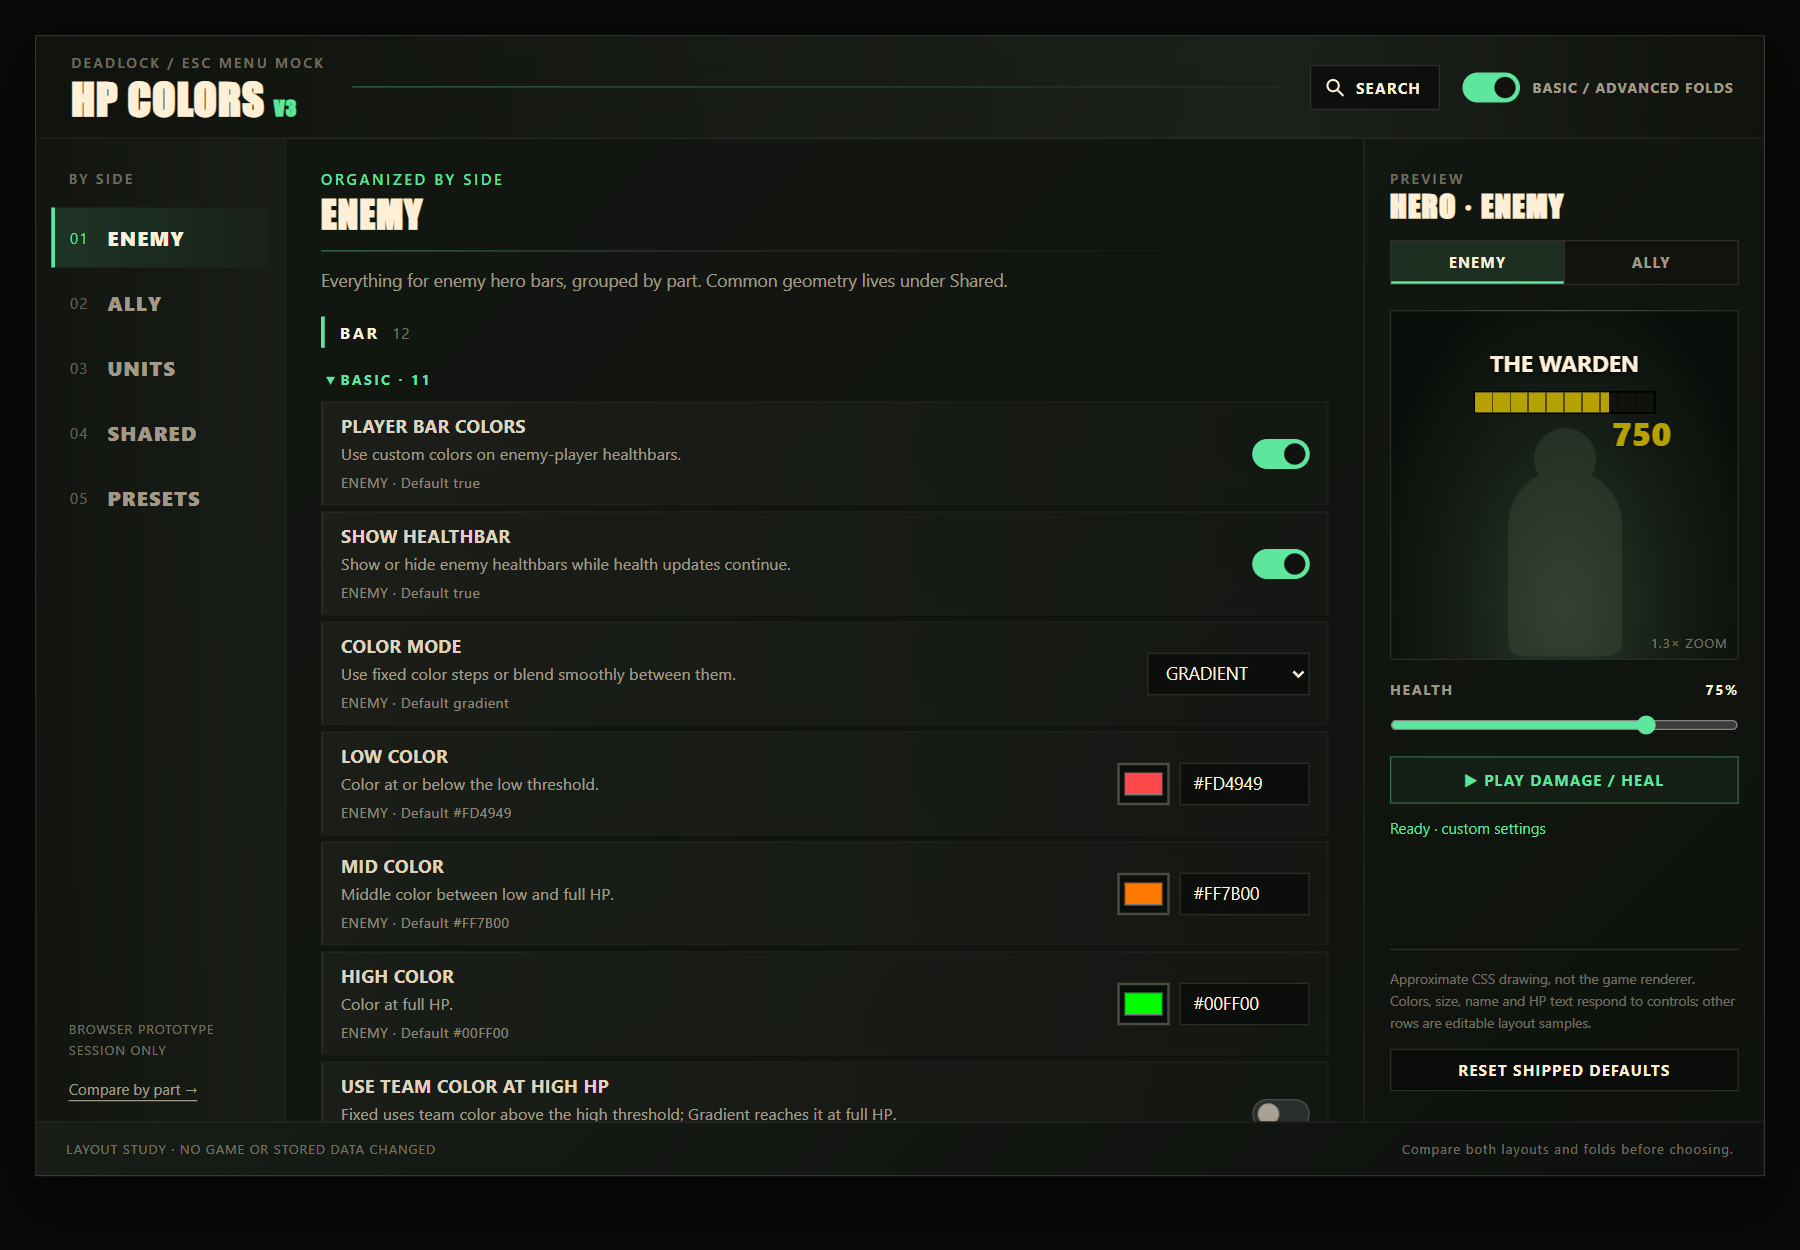 DEADLOCK / ESC MENU MOCK
HP COLORS V3
SEARCH
BASIC / ADVANCED FOLDS
BY SIDE
01 ENEMY
02 ALLY
03 UNITS
04 SHARED
05 PRESETS
BROWSER PROTOTYPE
SESSION ONLY
Compare by part →
ORGANIZED BY SIDE
ENEMY
Everything for enemy hero bars, grouped by part. Common geometry lives under Shared.
BAR 12
▼ BASIC · 11
PLAYER BAR COLORS
Use custom colors on enemy-player healthbars.
ENEMY · Default true
SHOW HEALTHBAR
Show or hide enemy healthbars while health updates continue.
ENEMY · Default true
COLOR MODE
Use fixed color steps or blend smoothly between them.
ENEMY · Default gradient
GRADIENT
LOW COLOR
Color at or below the low threshold.
ENEMY · Default #FD4949
#FD4949
MID COLOR
Middle color between low and full HP.
ENEMY · Default #FF7B00
#FF7B00
HIGH COLOR
Color at full HP.
ENEMY · Default #00FF00
#00FF00
USE TEAM COLOR AT HIGH HP
Fixed uses team color above the high threshold; Gradient reaches it at full HP.
PREVIEW
HERO · ENEMY
ENEMY
ALLY
THE WARDEN
750
1.3× ZOOM
HEALTH 75%
▶ PLAY DAMAGE / HEAL
Ready · custom settings
Approximate CSS drawing, not the game renderer.
Colors, size, name and HP text respond to controls; other
rows are editable layout samples.
RESET SHIPPED DEFAULTS
LAYOUT STUDY · NO GAME OR STORED DATA CHANGED
Compare both layouts and folds before choosing.